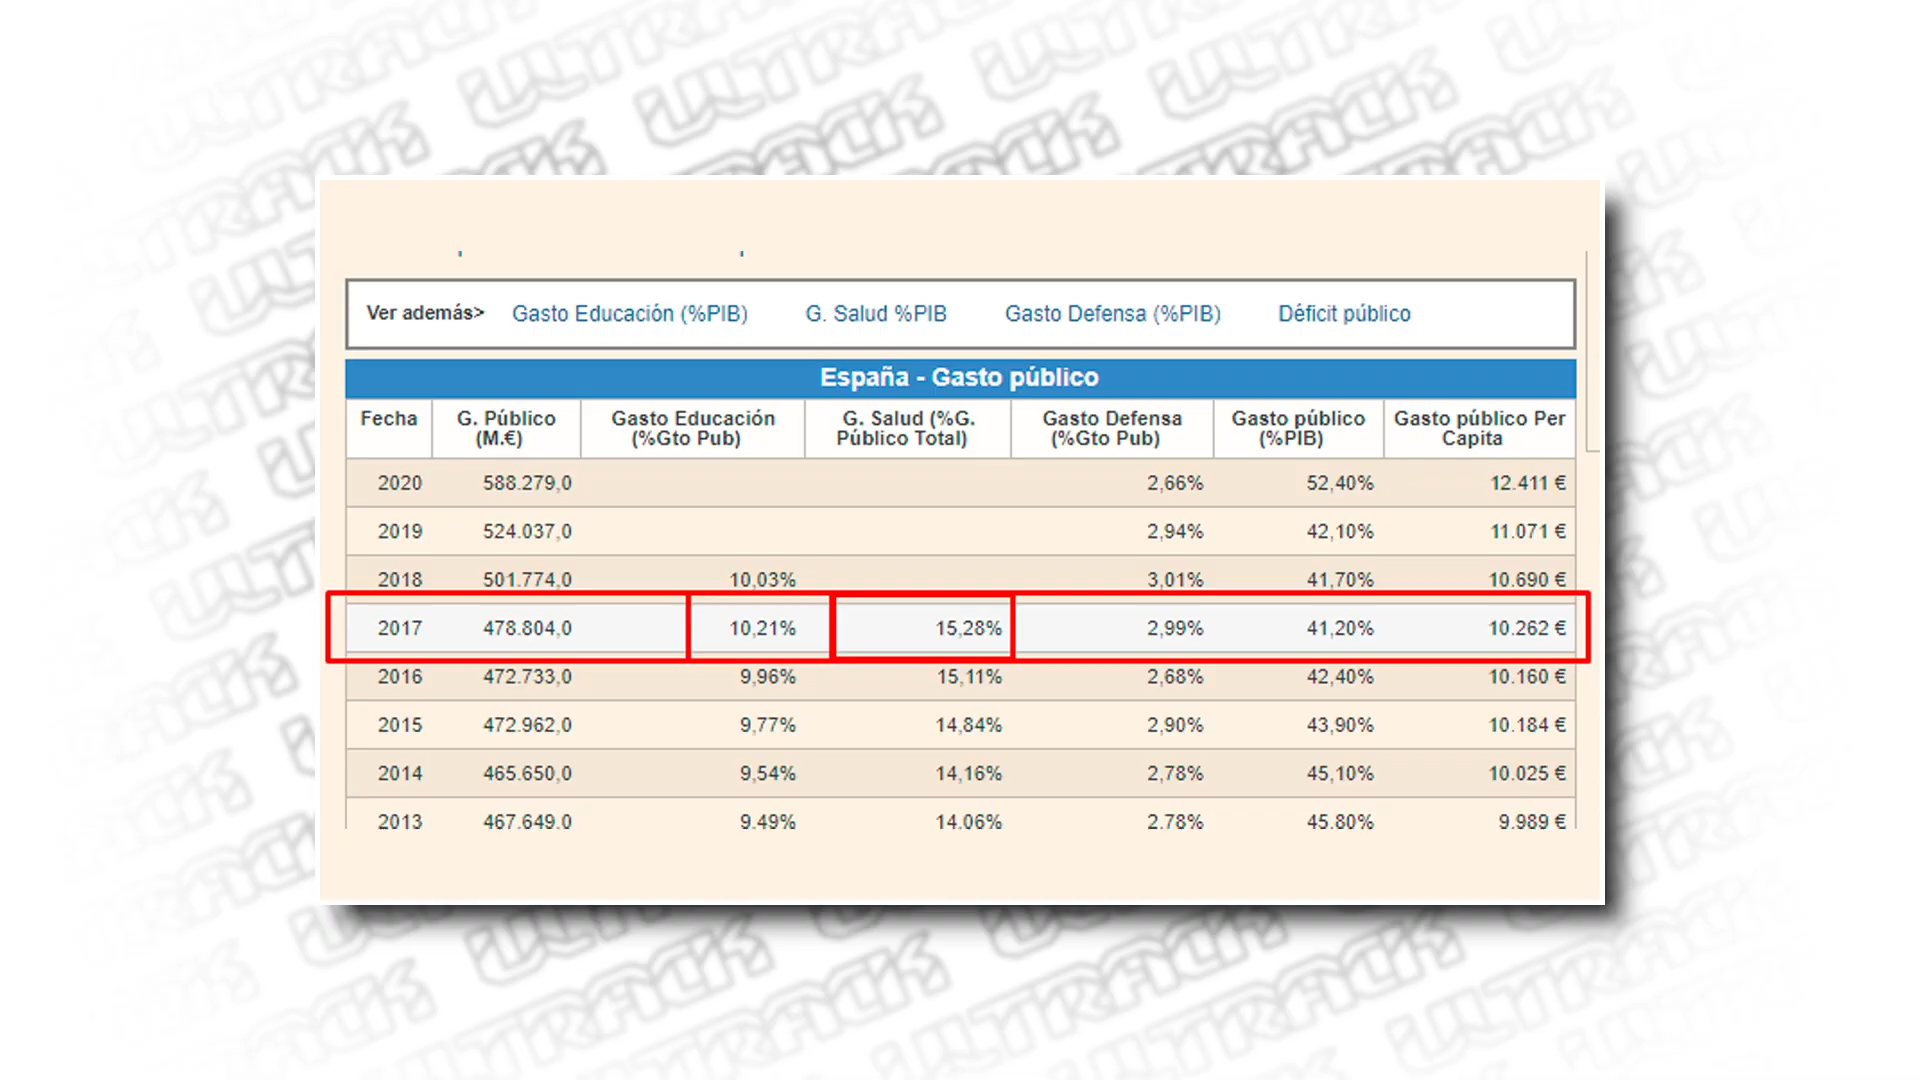 Ver además> Gasto Educación (%PIB) G. Salud %PIB Gasto Defensa (%PIB) Déficit público
España - Gasto público
Fecha G. Público (M.€) Gasto Educación (%Gto Pub) G. Salud (%G. Público Total) Gasto Defensa (%Gto Pub) Gasto público (%PIB) Gasto público Per Capita
2020 588.279,0 2,66% 52,40% 12.411 €
2019 524.037,0 2,94% 42,10% 11.071 €
2018 501.774,0 10,03% 3,01% 41,70% 10.690 €
2017 478.804,0 10,21% 15,28% 2,99% 41,20% 10.262 €
2016 472.733,0 9,96% 15,11% 2,68% 42,40% 10.160 €
2015 472.962,0 9,77% 14,84% 2,90% 43,90% 10.184 €
2014 465.650,0 9,54% 14,16% 2,78% 45,10% 10.025 €
2013 467.649.0 9.49% 14.06% 2.78% 45.80% 9.989 €